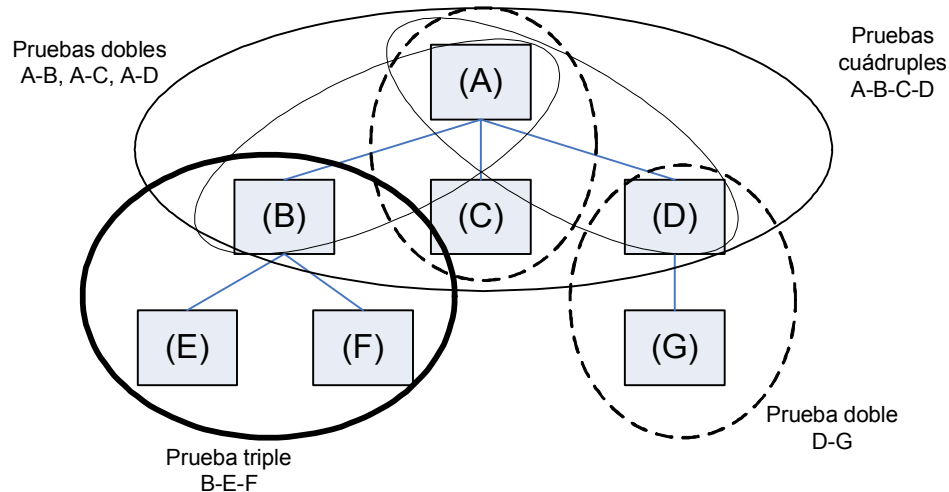 Pruebas dobles
A-B, A-C, A-D
Pruebas
cuádruples
A-B-C-D
(A)
(B)
(C)
(D)
(E)
(F)
(G)
Prueba triple
B-E-F
Prueba doble
D-G